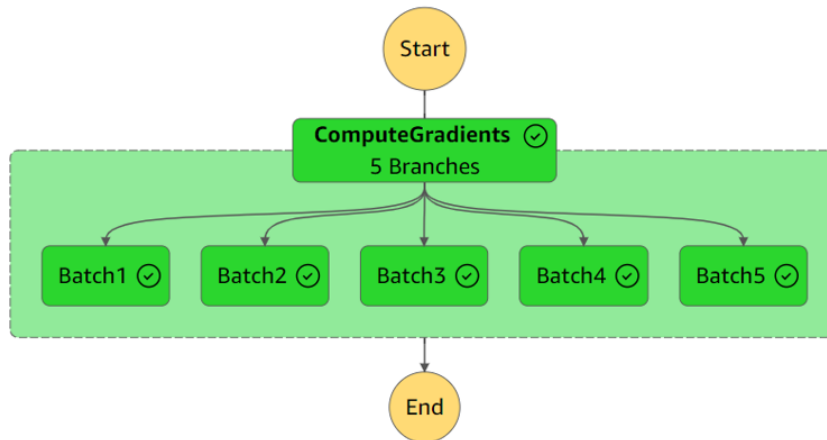 Start
ComputeGradients
5 Branches
Batch1
Batch2
Batch3
Batch4
Batch5
End